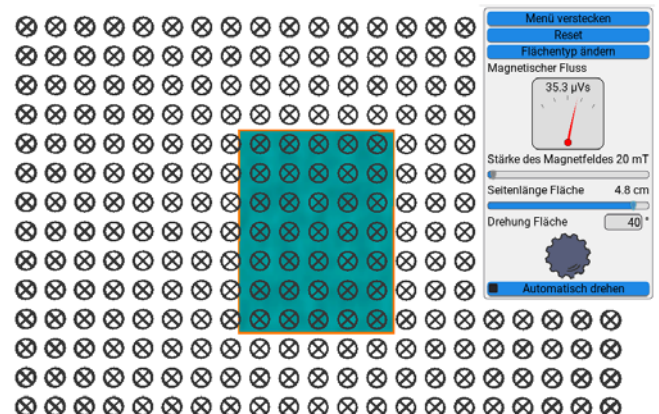 Menü verstecken
Reset
Flächentyp ändern
Magnetischer Fluss
35.3 µVs
Stärke des Magnetfeldes 20 mT
Seitenlänge Fläche 4.8 cm
Drehung Fläche 40 °
Automatisch drehen